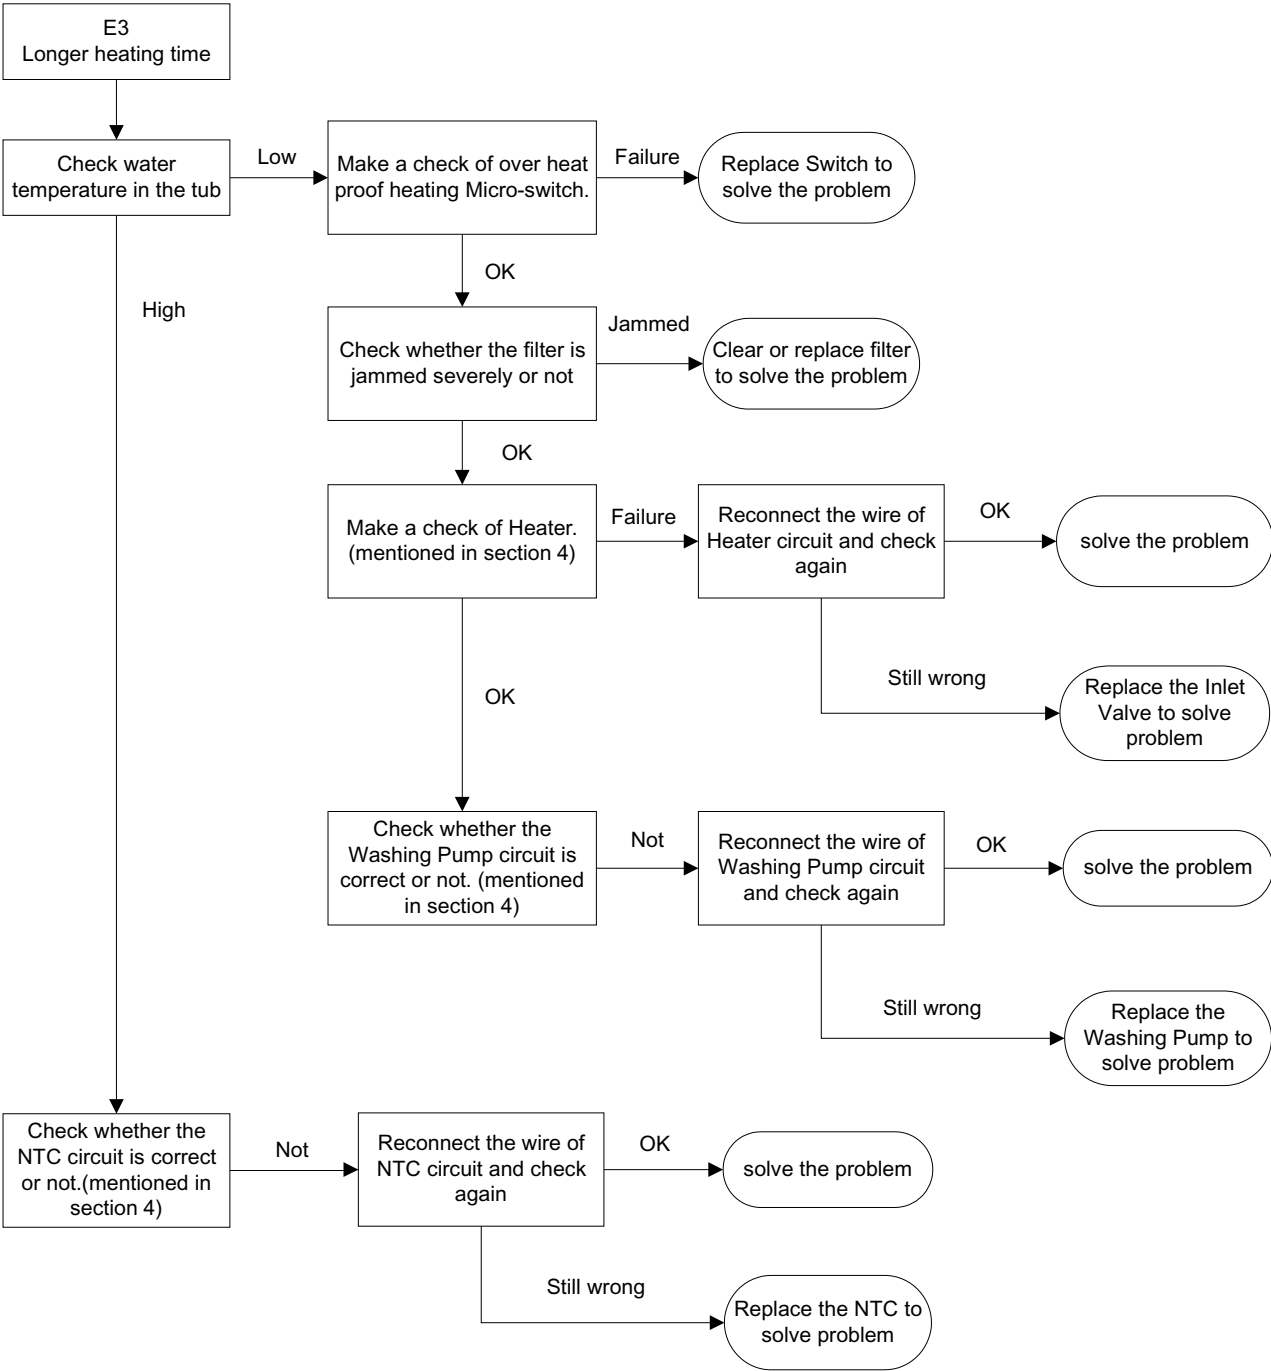 E3
Longer heating time
Check water
temperature in the tub
Low
Make a check of over heat
proof heating Micro-switch.
Failure
Replace Switch to
solve the problem
OK
High
Check whether the filter is
jammed severely or not
Jammed
Clear or replace filter
to solve the problem
OK
Make a check of Heater.
(mentioned in section 4)
Failure
Reconnect the wire of
Heater circuit and check
again
OK
solve the problem
Still wrong
Replace the Inlet
Valve to solve
problem
OK
Check whether the
Washing Pump circuit is
correct or not. (mentioned
in section 4)
Not
Reconnect the wire of
Washing Pump circuit
and check again
OK
solve the problem
Still wrong
Replace the
Washing Pump to
solve problem
Check whether the
NTC circuit is correct
or not.(mentioned in
section 4)
Not
Reconnect the wire of
NTC circuit and check
again
OK
solve the problem
Still wrong
Replace the NTC to
solve problem